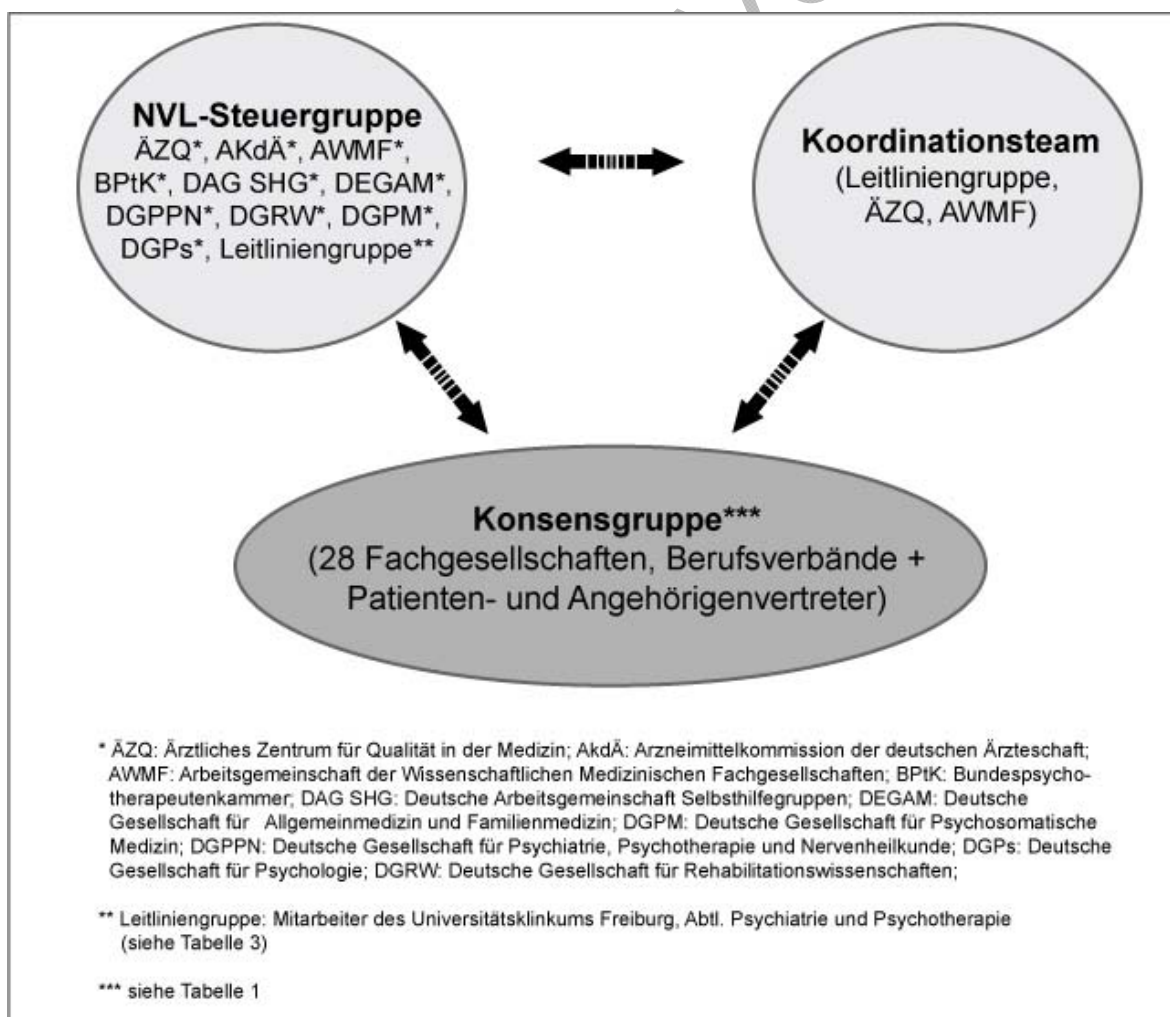 NVL-Steuergruppe
ÄZQ*, AKdÄ*, AWMF*,
BPtK*, DAG SHG*, DEGAM*,
DGPPN*, DGRW*, DGPM*,
DGPs*, Leitliniengruppe**
Koordinationsteam
(Leitliniengruppe,
ÄZQ, AWMF)
Konsensgruppe***
(28 Fachgesellschaften, Berufsverbände +
Patienten- und Angehörigenvertreter)
* ÄZQ: Ärztliches Zentrum für Qualität in der Medizin; AkdÄ: Arzneimittelkommission der deutschen Ärzteschaft;
AWMF: Arbeitsgemeinschaft der Wissenschaftlichen Medizinischen Fachgesellschaften; BPtK: Bundespsycho-
therapeutenkammer; DAG SHG: Deutsche Arbeitsgemeinschaft Selbsthilfegruppen; DEGAM: Deutsche
Gesellschaft für Allgemeinmedizin und Familienmedizin; DGPM: Deutsche Gesellschaft für Psychosomatische
Medizin; DGPPN: Deutsche Gesellschaft für Psychiatrie, Psychotherapie und Nervenheilkunde; DGPs: Deutsche
Gesellschaft für Psychologie; DGRW: Deutsche Gesellschaft für Rehabilitationswissenschaften;
** Leitliniengruppe: Mitarbeiter des Universitätsklinkums Freiburg, Abtl. Psychiatrie und Psychotherapie
(siehe Tabelle 3)
*** siehe Tabelle 1